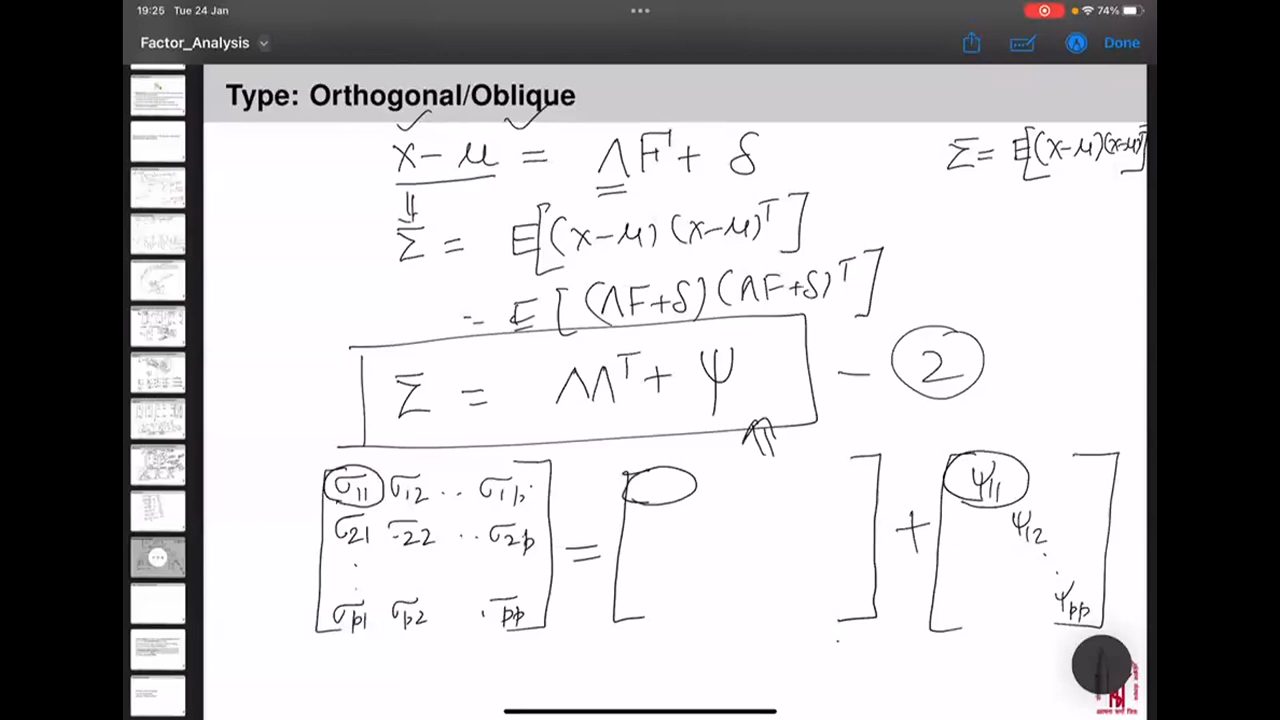 19:25 Tue 24 Jan
74%
Factor_Analysis
Done
Type: Orthogonal/Oblique
x-μ = ΛF + δ
Σ = E[(x-μ)(x-μ)ᵀ]
Σ = E[(x-μ)(x-μ)ᵀ]
= E[(ΛF+δ)(ΛF+δ)ᵀ]
Σ = ΛΛᵀ + ψ - 2
σ11 σ12 .. σ1p = + ψ11
σ21 σ22 .. σ2p ψ12
σp1 σp2 . σpp ψpp